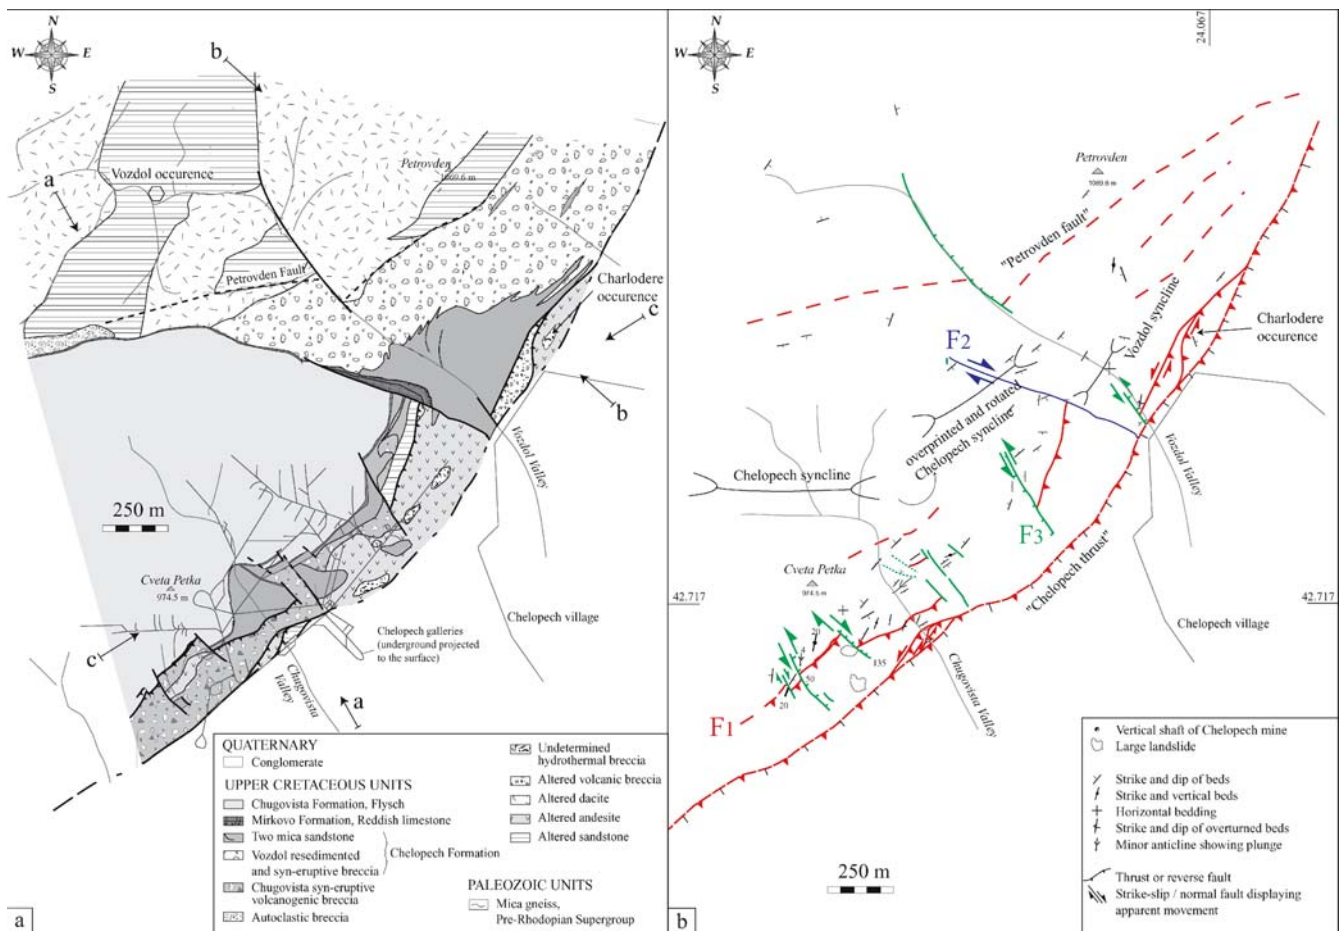 N
W E
S
b
a
Vozdol occurence
Petrovden
1069.6 m
Petrovden Fault
Charlodere
occurence
c
b
Vozdol Valley
250 m
Cveta Petka
974.5 m
Chelopech village
c
Chelopech galleries
(underground projected
to the surface)
Chugovista
Valley
a
QUATERNARY
Conglomerate
UPPER CRETACEOUS UNITS
Chugovista Formation, Flysch
Mirkovo Formation, Reddish limestone
Two mica sandstone
Vozdol resedimented
and syn-eruptive breccia
Chelopech Formation
Chugovista syn-eruptive
volcanogenic breccia
Autoclastic breccia
Undetermined
hydrothermal breccia
Altered volcanic breccia
Altered dacite
Altered andesite
Altered sandstone
PALEOZOIC UNITS
Mica gneiss,
Pre-Rhodopian Supergroup
a
N
W E
S
24.067
Petrovden
1069.6 m
"Petrovden fault"
Vozdol syncline
Charlodere
occurence
F2
overprinted and rotated
Chelopech syncline
Chelopech syncline
Vozdol Valley
F3
"Chelopech thrust"
Cveta Petka
974.5 m
42.717
42.717
Chelopech village
20
4
50
135
20
F1
Chugovista Valley
250 m
Vertical shaft of Chelopech mine
Large landslide
Strike and dip of beds
Strike and vertical beds
Horizontal bedding
Strike and dip of overturned beds
Minor anticline showing plunge
Thrust or reverse fault
Strike-slip / normal fault displaying
apparent movement
b